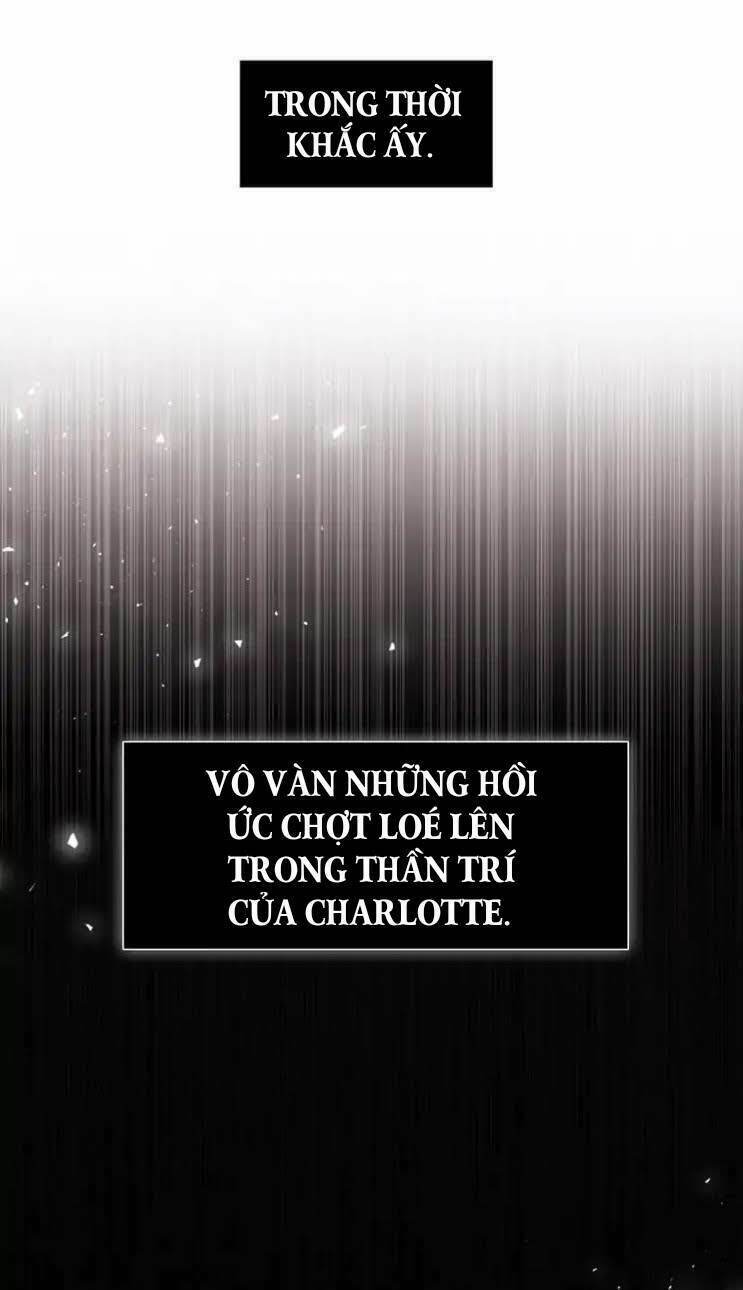 TRONG THỜI
KHẮC ẤY.
VÔ VÀN NHỮNG HỒI
ỨC CHỢT LOÉ LÊN
TRONG THẦN TRÍ
CỦA CHARLOTTE.